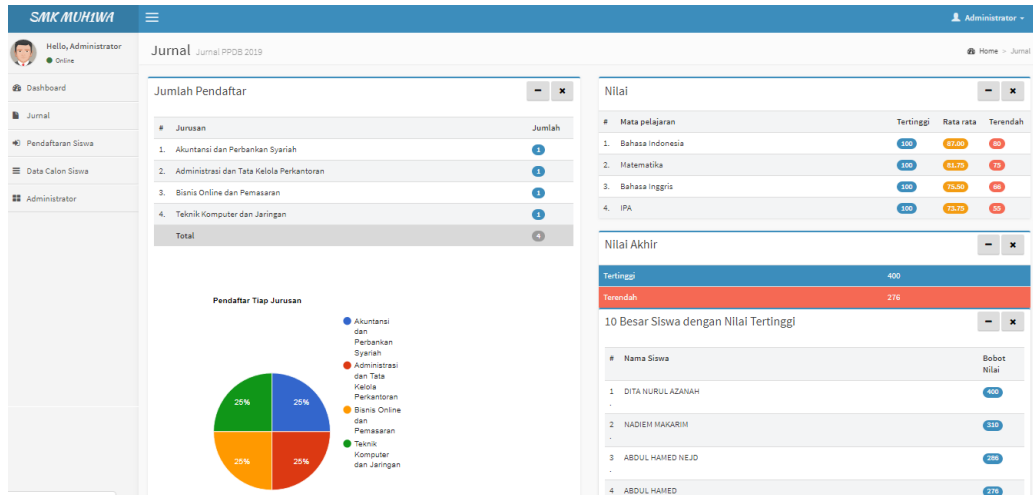 SMK MUH1WA
Administrator
Hello, Administrator
Online
Dashboard
Jurnal
Pendaftaran Siswa
Data Calon Siswa
Administrator
Jurnal Jurnal PPDB 2019
Home > Jurnal
Jumlah Pendaftar
# Jurusan Jumlah
1. Akuntansi dan Perbankan Syariah 1
2. Administrasi dan Tata Kelola Perkantoran 1
3. Bisnis Online dan Pemasaran 1
4. Teknik Komputer dan Jaringan 1
Total 4
Pendaftar Tiap Jurusan
25% 25%
25% 25%
Akuntansi
dan
Perbankan
Syariah
Administrasi
dan Tata
Kelola
Perkantoran
Bisnis Online
dan
Pemasaran
Teknik
Komputer
dan Jaringan
Nilai
# Mata pelajaran Tertinggi Rata rata Terendah
1. Bahasa Indonesia 100 87.00 80
2. Matematika 100 81.75 75
3. Bahasa Inggris 100 75.50 66
4. IPA 100 73.75 55
Nilai Akhir
Tertinggi 400
Terendah 276
10 Besar Siswa dengan Nilai Tertinggi
# Nama Siswa Bobot
Nilai
1. DITA NURUL AZANAH 400
2. NADIEM MAKARIM 310
3. ABDUL HAMED NEJD 286
4 ABDUL HAMED 276